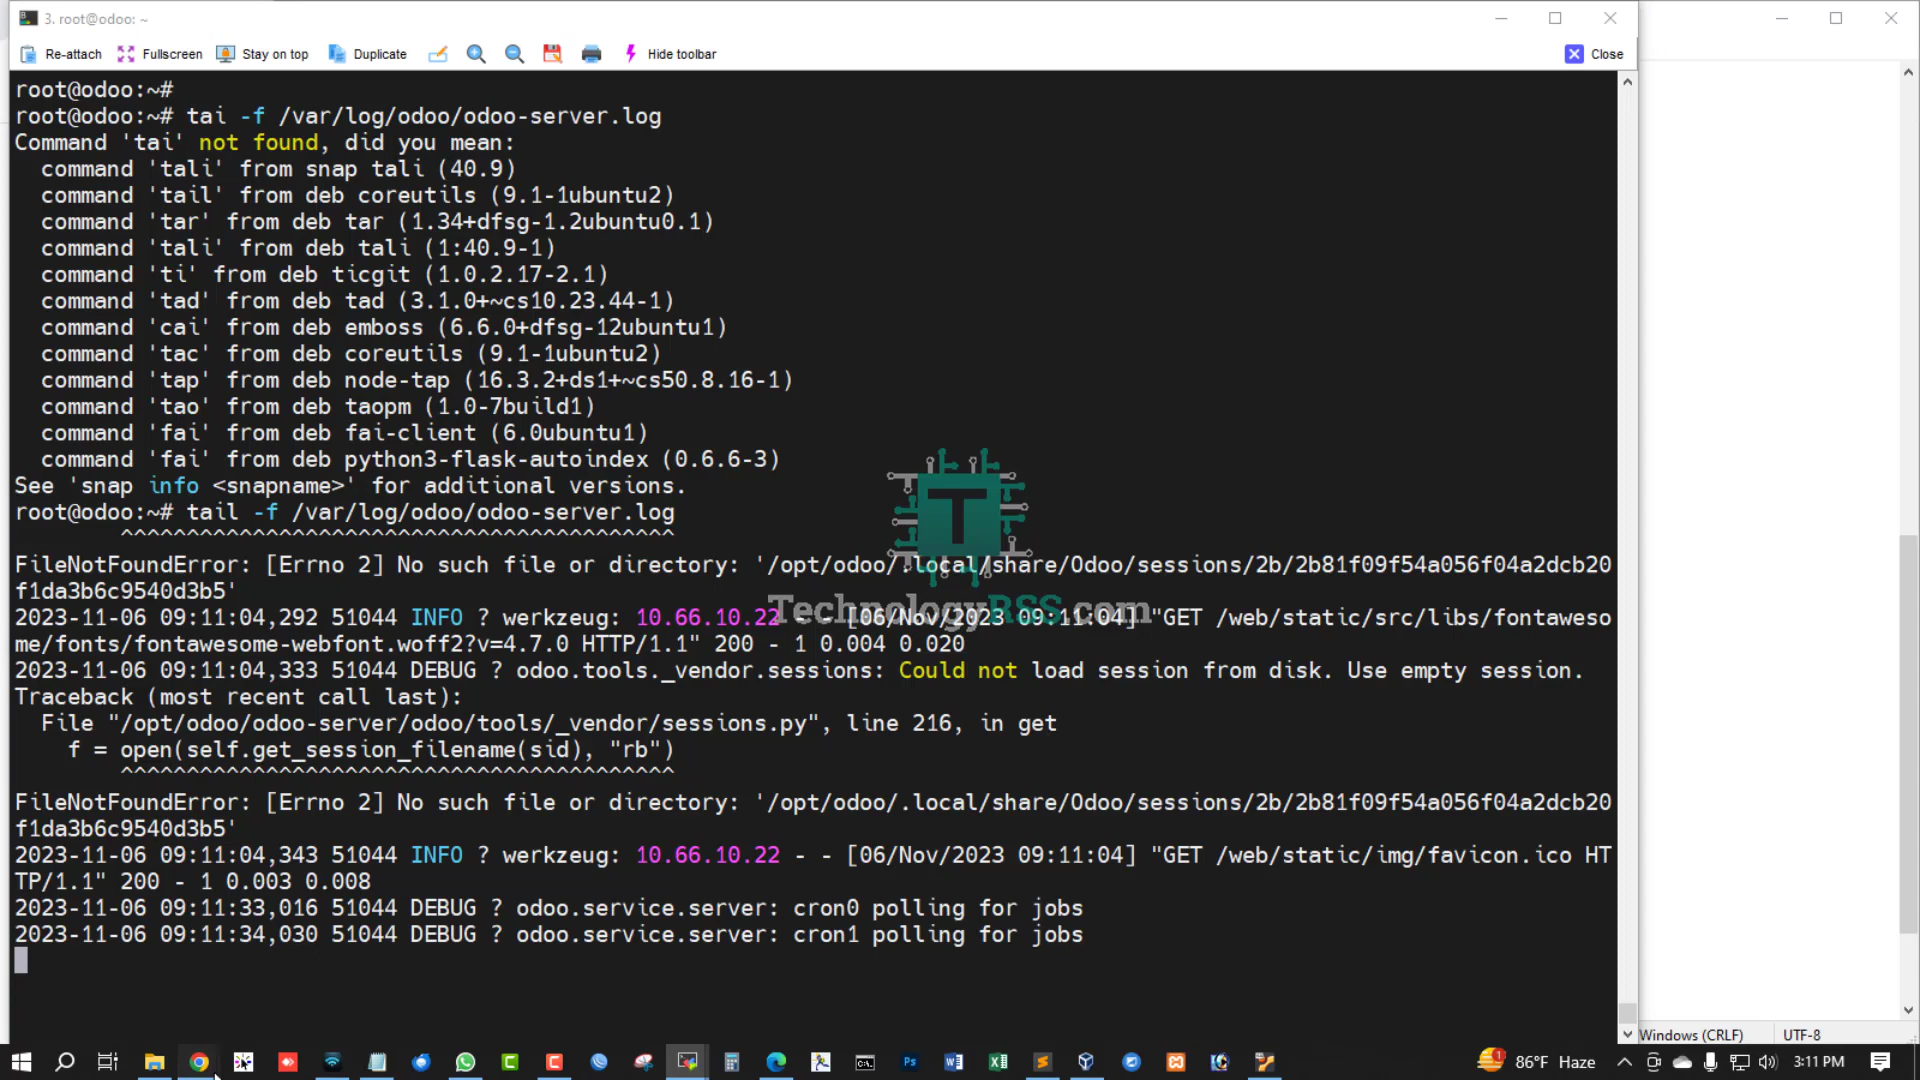 3. root@odoo: ~
Re-attach Fullscreen Stay on top Duplicate Hide toolbar Close
root@odoo:~#
root@odoo:~# tai -f /var/log/odoo/odoo-server.log
Command 'tai' not found, did you mean:
command 'tali' from snap tali (40.9)
command 'tail' from deb coreutils (9.1-1ubuntu2)
command 'tar' from deb tar (1.34+dfsg-1.2ubuntu0.1)
command 'tali' from deb tali (1:40.9-1)
command 'ti' from deb ticgit (1.0.2.17-2.1)
command 'tad' from deb tad (3.1.0+~cs10.23.44-1)
command 'cai' from deb emboss (6.6.0+dfsg-12ubuntu1)
command 'tac' from deb coreutils (9.1-1ubuntu2)
command 'tap' from deb node-tap (16.3.2+ds1+~cs50.8.16-1)
command 'tao' from deb taopm (1.0-7build1)
command 'fai' from deb fai-client (6.0ubuntu1)
command 'fai' from deb python3-flask-autoindex (0.6.6-3)
See 'snap info <snapname>' for additional versions.
root@odoo:~# tail -f /var/log/odoo/odoo-server.log
^^^^^^^^^^^^^^^^^^^^^^^^^^^^^^^^^^^^^^^^^^
FileNotFoundError: [Errno 2] No such file or directory: '/opt/odoo/.local/share/Odoo/sessions/2b/2b81f09f54a056f04a2dcb20
f1da3b6c9540d3b5'
2023-11-06 09:11:04,292 51044 INFO ? werkzeug: 10.66.10.22 - - [06/Nov/2023 09:11:04] "GET /web/static/src/libs/fontaweso
me/fonts/fontawesome-webfont.woff2?v=4.7.0 HTTP/1.1" 200 - 1 0.004 0.020
2023-11-06 09:11:04,333 51044 DEBUG ? odoo.tools._vendor.sessions: Could not load session from disk. Use empty session.
Traceback (most recent call last):
File "/opt/odoo/odoo-server/odoo/tools/_vendor/sessions.py", line 216, in get
f = open(self.get_session_filename(sid), "rb")
^^^^^^^^^^^^^^^^^^^^^^^^^^^^^^^^^^^^^^^^^^
FileNotFoundError: [Errno 2] No such file or directory: '/opt/odoo/.local/share/Odoo/sessions/2b/2b81f09f54a056f04a2dcb20
f1da3b6c9540d3b5'
2023-11-06 09:11:04,343 51044 INFO ? werkzeug: 10.66.10.22 - - [06/Nov/2023 09:11:04] "GET /web/static/img/favicon.ico HT
TP/1.1" 200 - 1 0.003 0.008
2023-11-06 09:11:33,016 51044 DEBUG ? odoo.service.server: cron0 polling for jobs
2023-11-06 09:11:34,030 51044 DEBUG ? odoo.service.server: cron1 polling for jobs
T
TechnologyRSS.com
Windows (CRLF) UTF-8
86°F Haze 3:11 PM